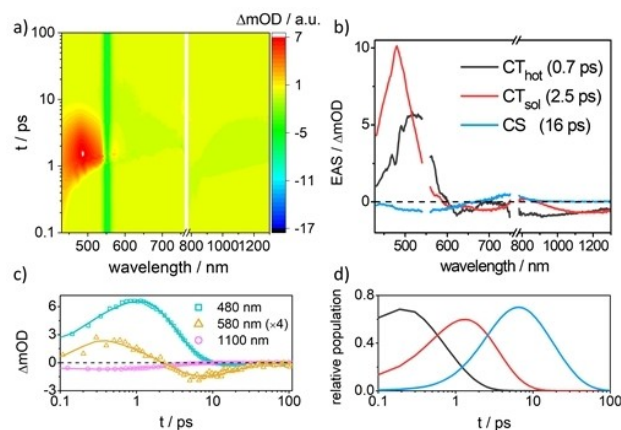 a)
ΔmOD / a.u.
100
10
1
0.1
t / ps
7
1
-5
-11
-17
500 600 700 800 1000 1200
wavelength / nm
b)
EAS / ΔmOD
10
5
0
CThot (0.7 ps)
CTsol (2.5 ps)
CS (16 ps)
500 600 700 800 1000 1200
wavelength / nm
c)
ΔmOD
6
3
0
-3
480 nm
580 nm (×4)
1100 nm
0.1 1 10 100
t / ps
d)
relative population
0.8
0.4
0.0
0.1 1 10 100
t / ps